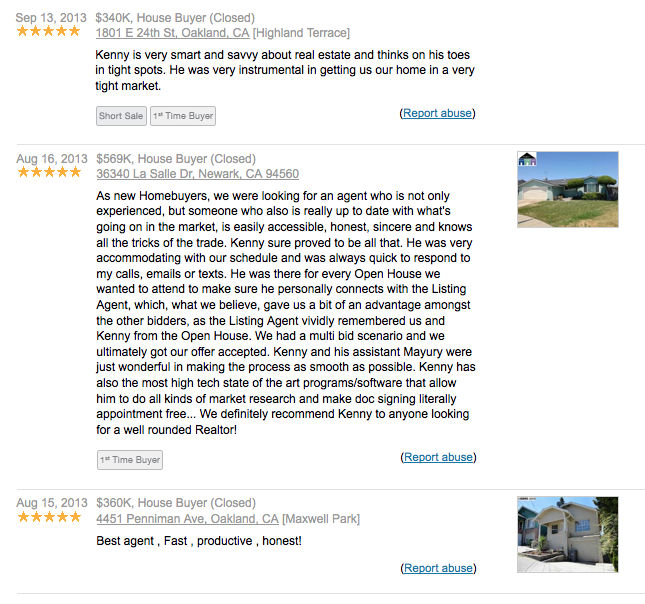 Sep 13, 2013 $340K, House Buyer (Closed)
1801 E 24th St, Oakland, CA [Highland Terrace]
Kenny is very smart and savvy about real estate and thinks on his toes
in tight spots. He was very instrumental in getting us our home in a very
tight market.
Short Sale 1st Time Buyer
(Report abuse)
Aug 16, 2013 $569K, House Buyer (Closed)
36340 La Salle Dr, Newark, CA 94560
As new Homebuyers, we were looking for an agent who is not only
experienced, but someone who also is really up to date with what's
going on in the market, is easily accessible, honest, sincere and knows
all the tricks of the trade. Kenny sure proved to be all that. He was very
accommodating with our schedule and was always quick to respond to
my calls, emails or texts. He was there for every Open House we
wanted to attend to make sure he personally connects with the Listing
Agent, which, what we believe, gave us a bit of an advantage amongst
the other bidders, as the Listing Agent vividly remembered us and
Kenny from the Open House. We had a multi bid scenario and we
ultimately got our offer accepted. Kenny and his assistant Mayury were
just wonderful in making the process as smooth as possible. Kenny has
also the most high tech state of the art programs/software that allow
him to do all kinds of market research and make doc signing literally
appointment free... We definitely recommend Kenny to anyone looking
for a well rounded Realtor!
1st Time Buyer
(Report abuse)
Aug 15, 2013 $360K, House Buyer (Closed)
4451 Penniman Ave, Oakland, CA [Maxwell Park]
Best agent , Fast , productive , honest!
(Report abuse)